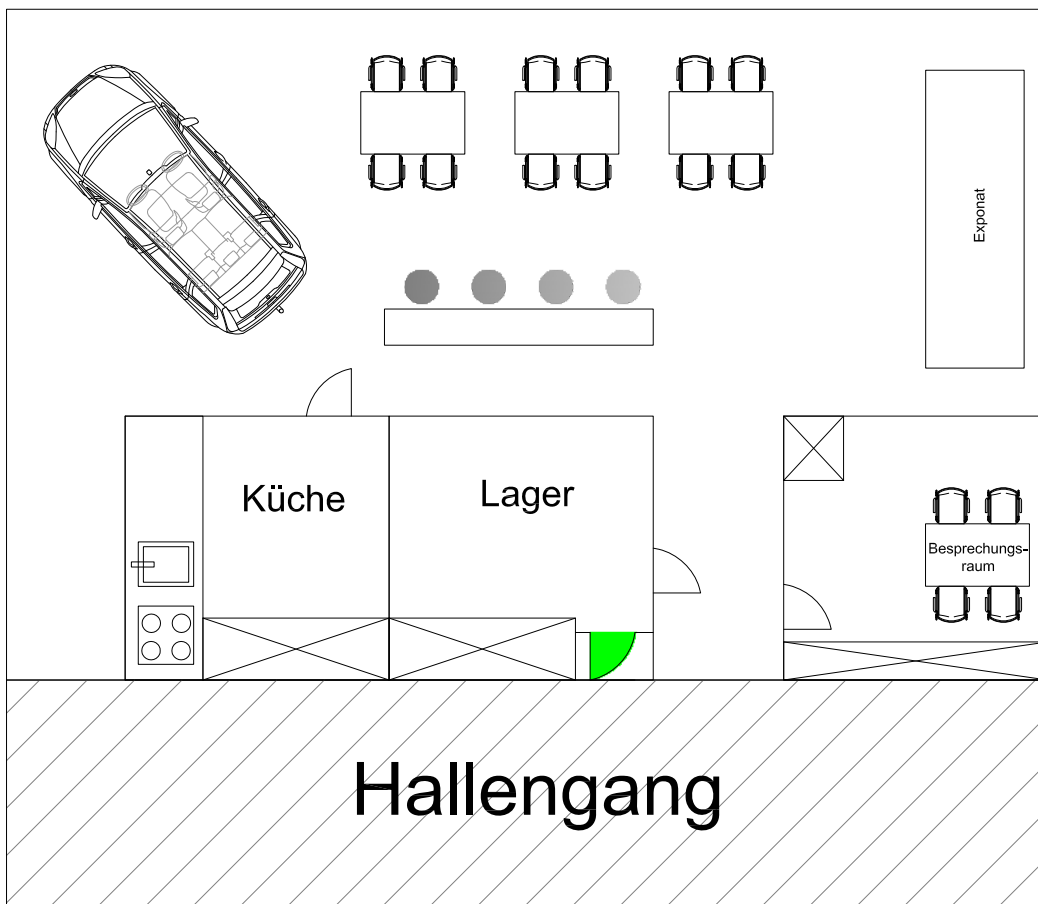 Exponat
Küche
Lager
Besprechungs-
raum
Hallengang